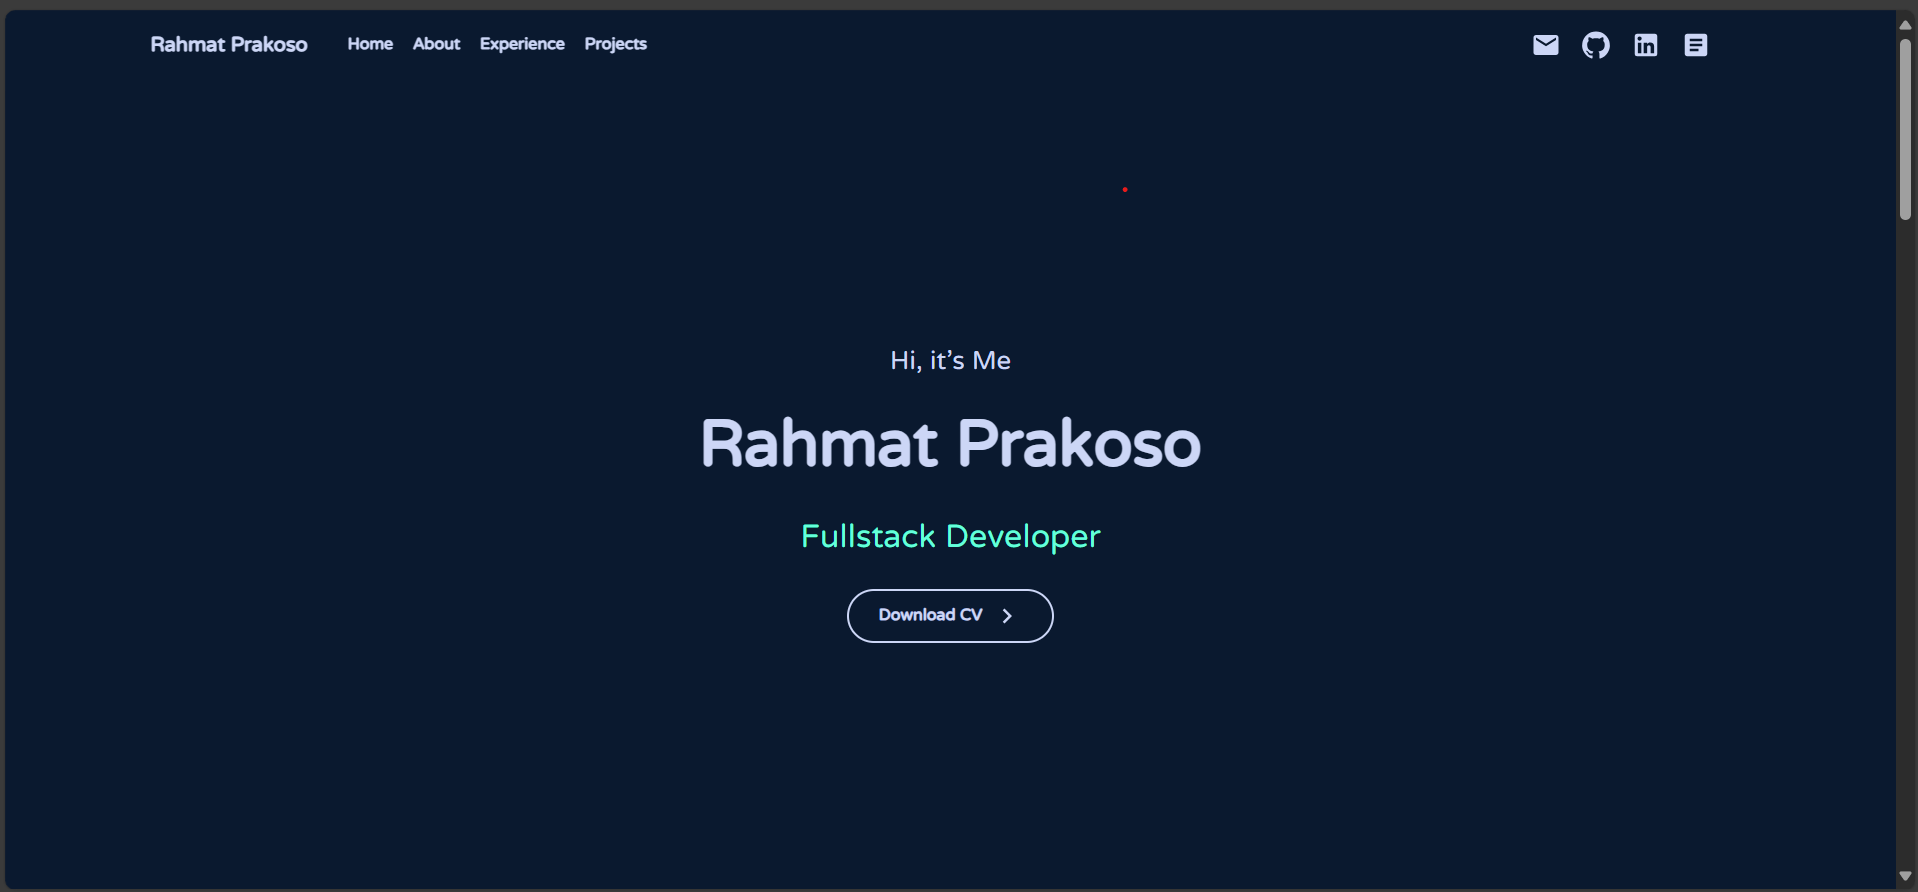 Rahmat Prakoso Home About Experience Projects
Hi, it's Me
Rahmat Prakoso
Fullstack Developer
Download CV